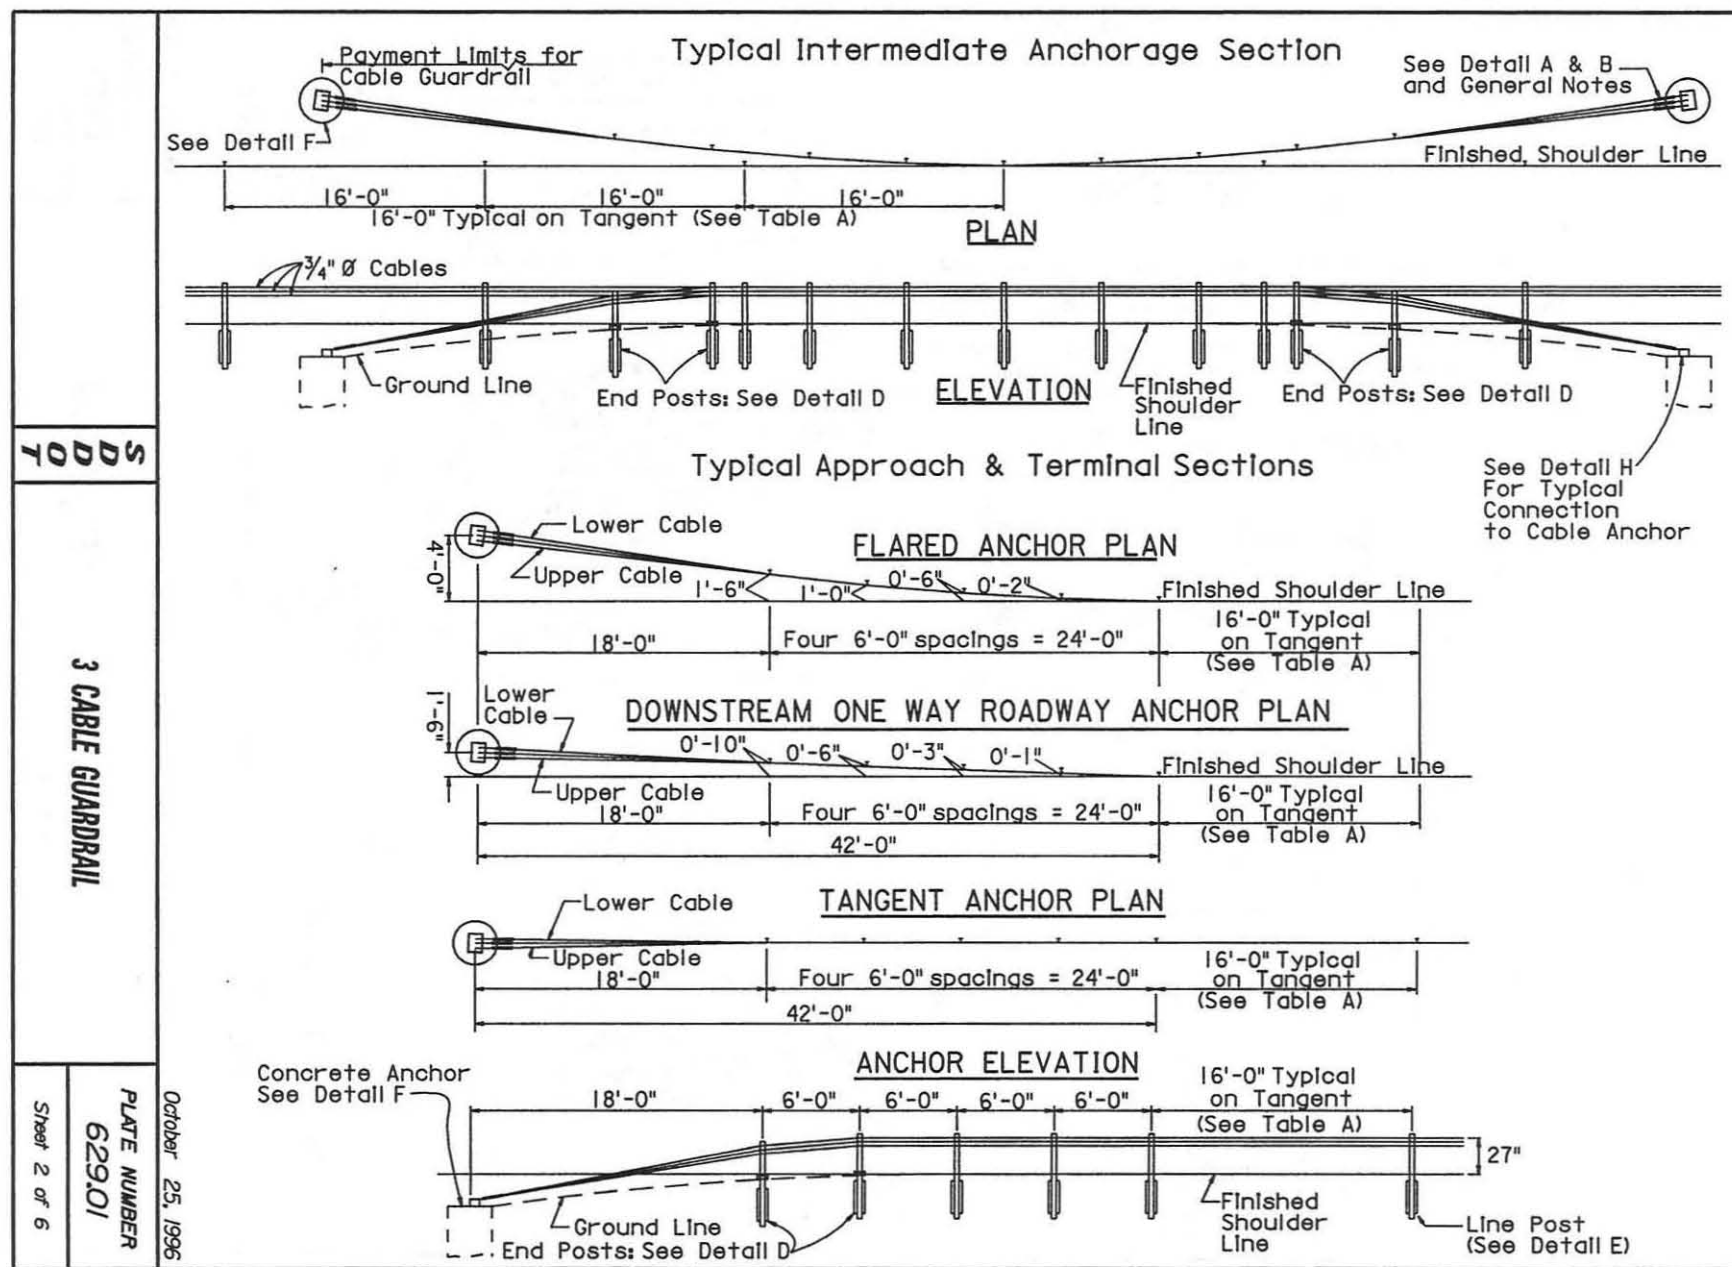 Typical Intermediate Anchorage Section
Payment Limits for
Cable Guardrail
See Detail A & B
and General Notes
See Detail F
Finished, Shoulder Line
16'-0"
16'-0"
16'-0"
16'-0" Typical on Tangent (See Table A)
PLAN
3/4" Ø Cables
Ground Line
End Posts: See Detail D
ELEVATION
Finished
Shoulder
Line
End Posts: See Detail D
See Detail H
For Typical
Connection
to Cable Anchor
Typical Approach & Terminal Sections
FLARED ANCHOR PLAN
Lower Cable
Upper Cable
4'-0"
1'-6"
1'-0"
0'-6"
0'-2"
Finished Shoulder Line
18'-0"
Four 6'-0" spacings = 24'-0"
16'-0" Typical
on Tangent
(See Table A)
DOWNSTREAM ONE WAY ROADWAY ANCHOR PLAN
Lower
Cable
1'-6"
0'-10"
0'-6"
0'-3"
0'-1"
Finished Shoulder Line
Upper Cable
18'-0"
Four 6'-0" spacings = 24'-0"
16'-0" Typical
on Tangent
(See Table A)
42'-0"
TANGENT ANCHOR PLAN
Lower Cable
Upper Cable
18'-0"
Four 6'-0" spacings = 24'-0"
16'-0" Typical
on Tangent
(See Table A)
42'-0"
ANCHOR ELEVATION
Concrete Anchor
See Detail F
18'-0"
6'-0"
6'-0"
6'-0"
6'-0"
16'-0" Typical
on Tangent
(See Table A)
27"
Ground Line
End Posts: See Detail D
Finished
Shoulder
Line
Line Post
(See Detail E)
SDDOT
3 CABLE GUARDRAIL
October 25, 1996
PLATE NUMBER
629.01
Sheet 2 of 6